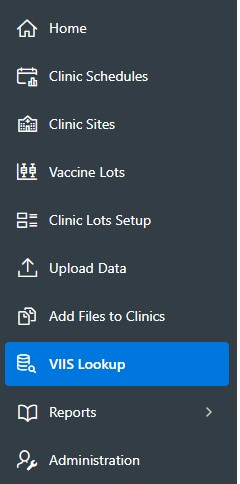 Home
Clinic Schedules
Clinic Sites
Vaccine Lots
Clinic Lots Setup
Upload Data
Add Files to Clinics
VIIS Lookup
Reports
Administration